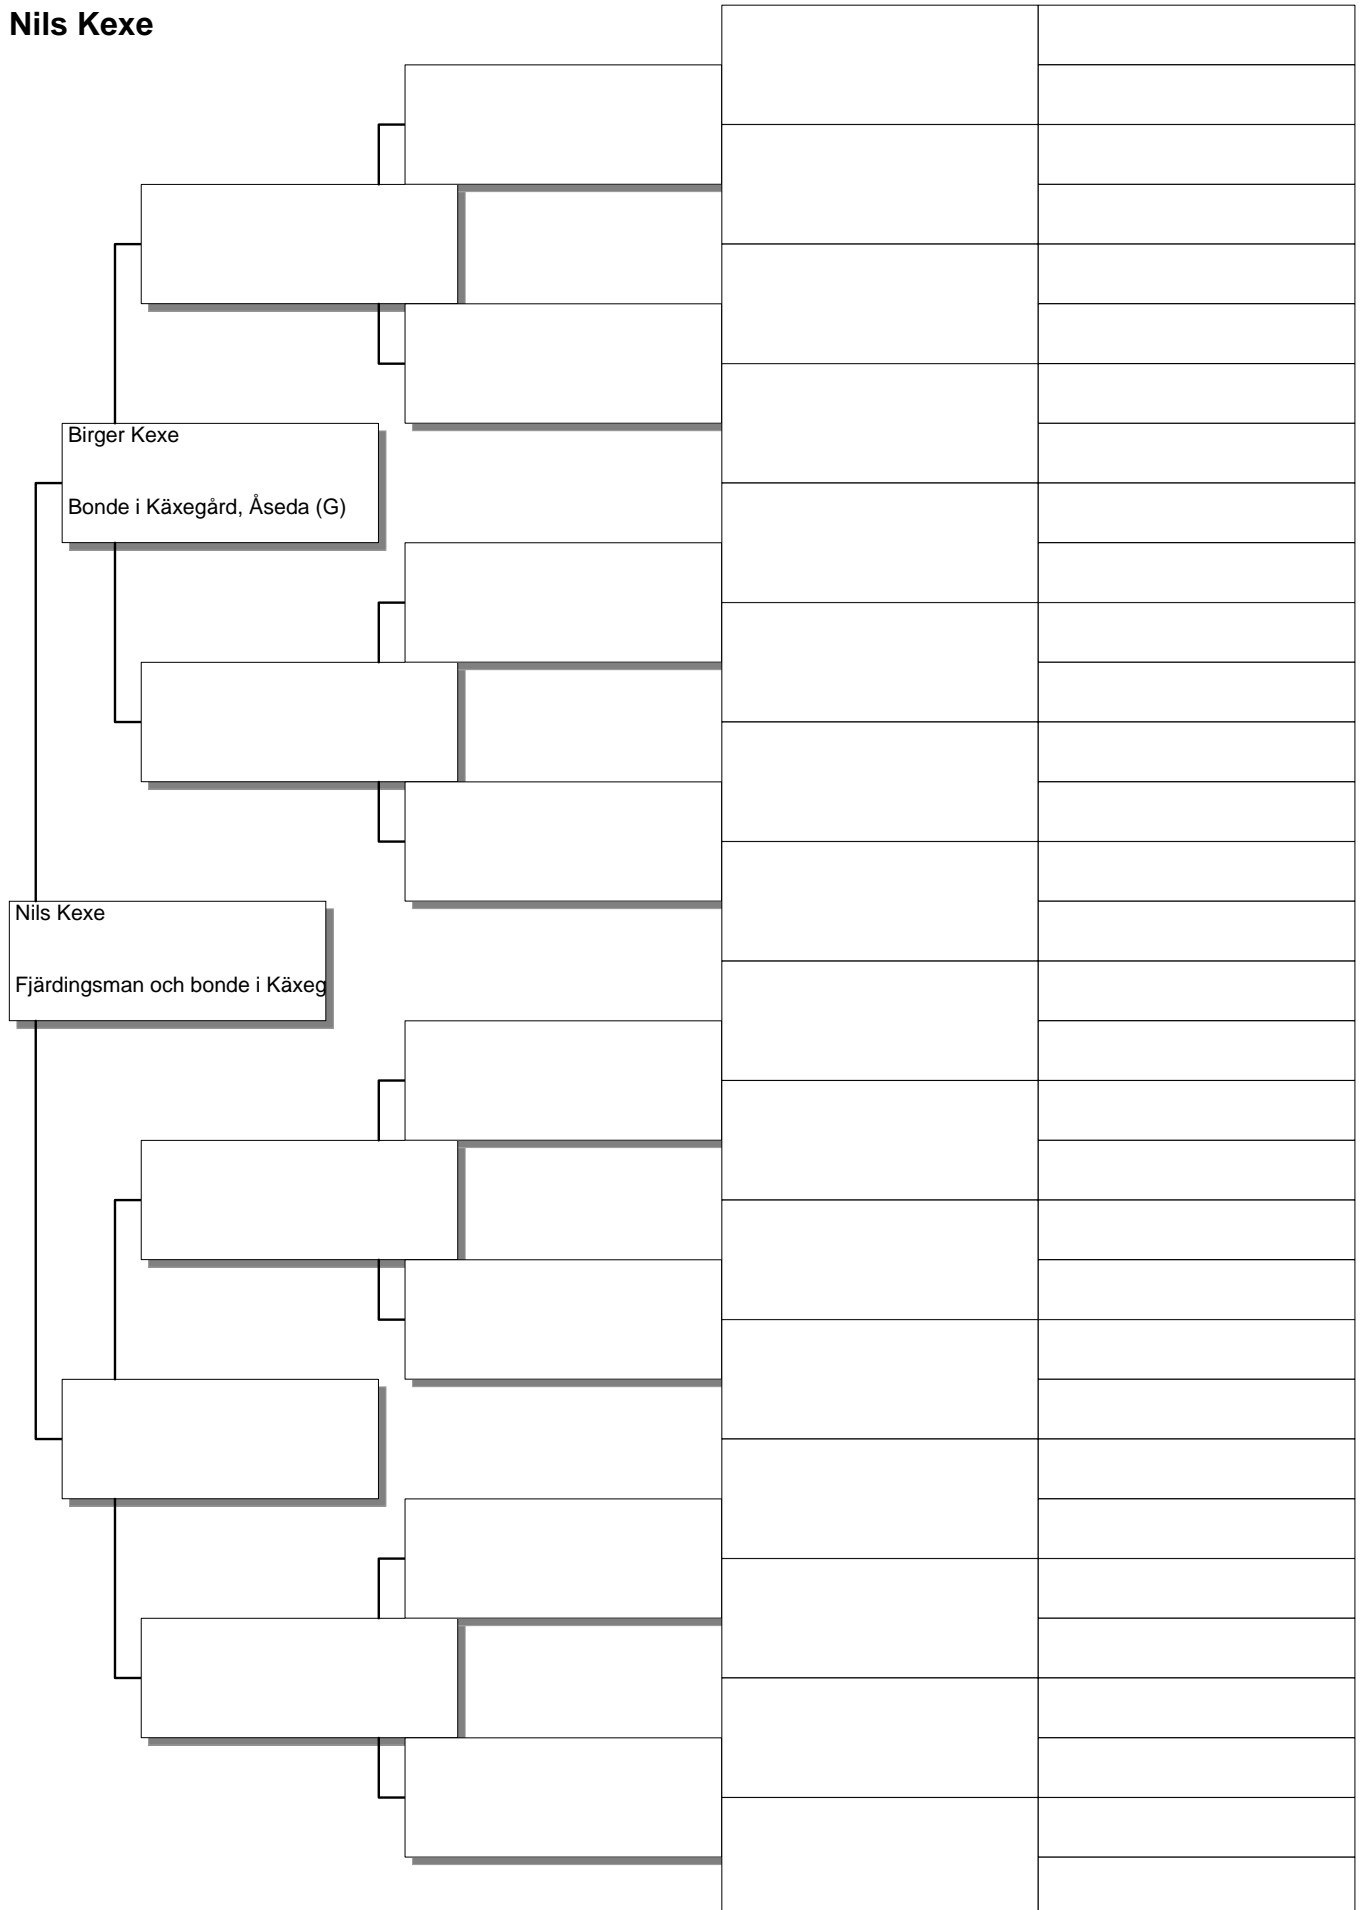 Nils Kexe
Birger Kexe
Bonde i Käxegård, Åseda (G)
Nils Kexe
Fjärdingsman och bonde i Käxeg